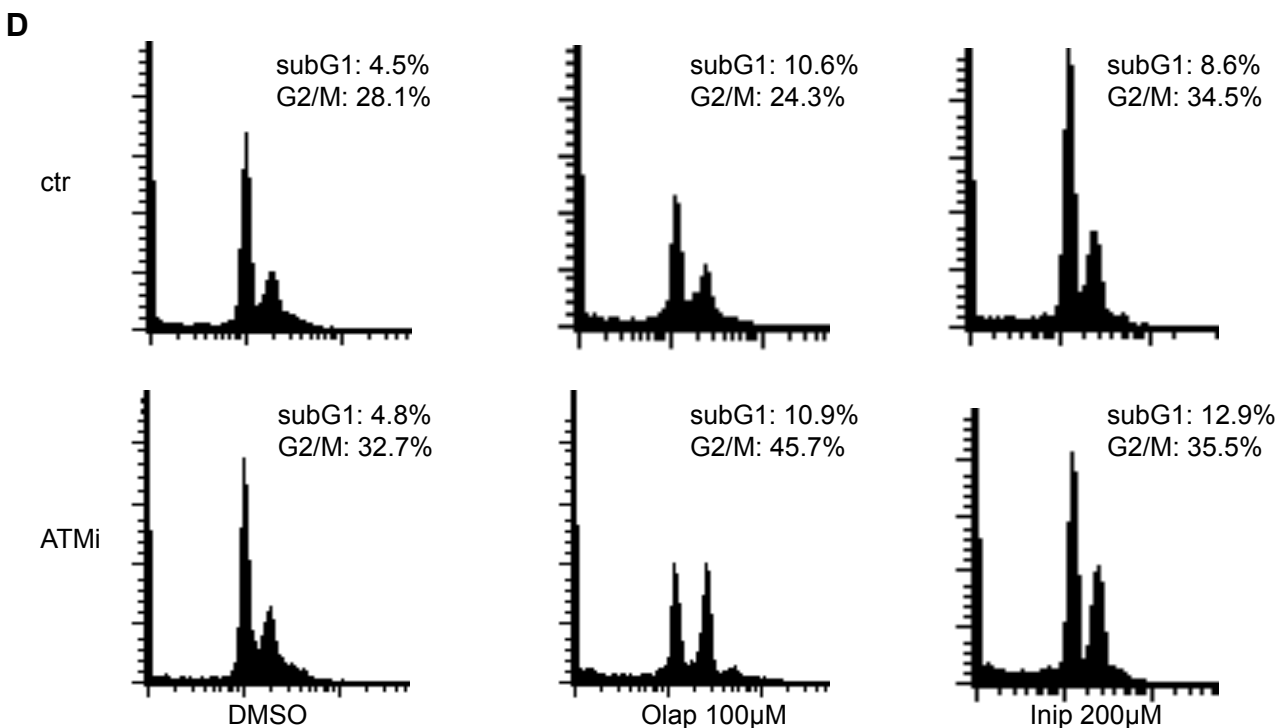 D
subG1: 4.5%
G2/M: 28.1%
subG1: 10.6%
G2/M: 24.3%
subG1: 8.6%
G2/M: 34.5%
ctr
subG1: 4.8%
G2/M: 32.7%
subG1: 10.9%
G2/M: 45.7%
subG1: 12.9%
G2/M: 35.5%
ATMi
DMSO
Olap 100µM
Inip 200µM